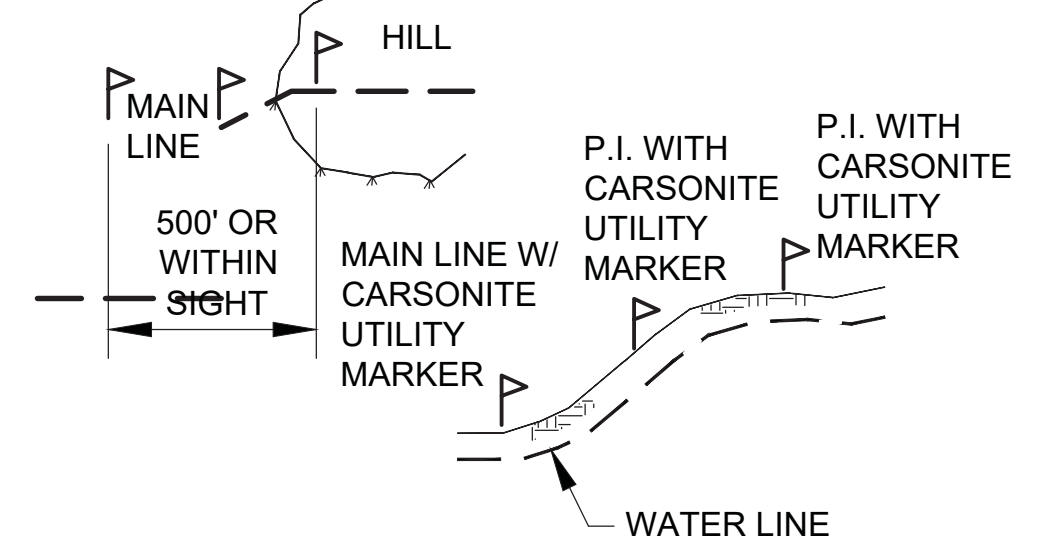 HILL
MAIN
LINE
500' OR
WITHIN
SIGHT
MAIN LINE W/
CARSONITE
UTILITY
MARKER
P.I. WITH
CARSONITE
UTILITY
MARKER
P.I. WITH
CARSONITE
UTILITY
MARKER
WATER LINE